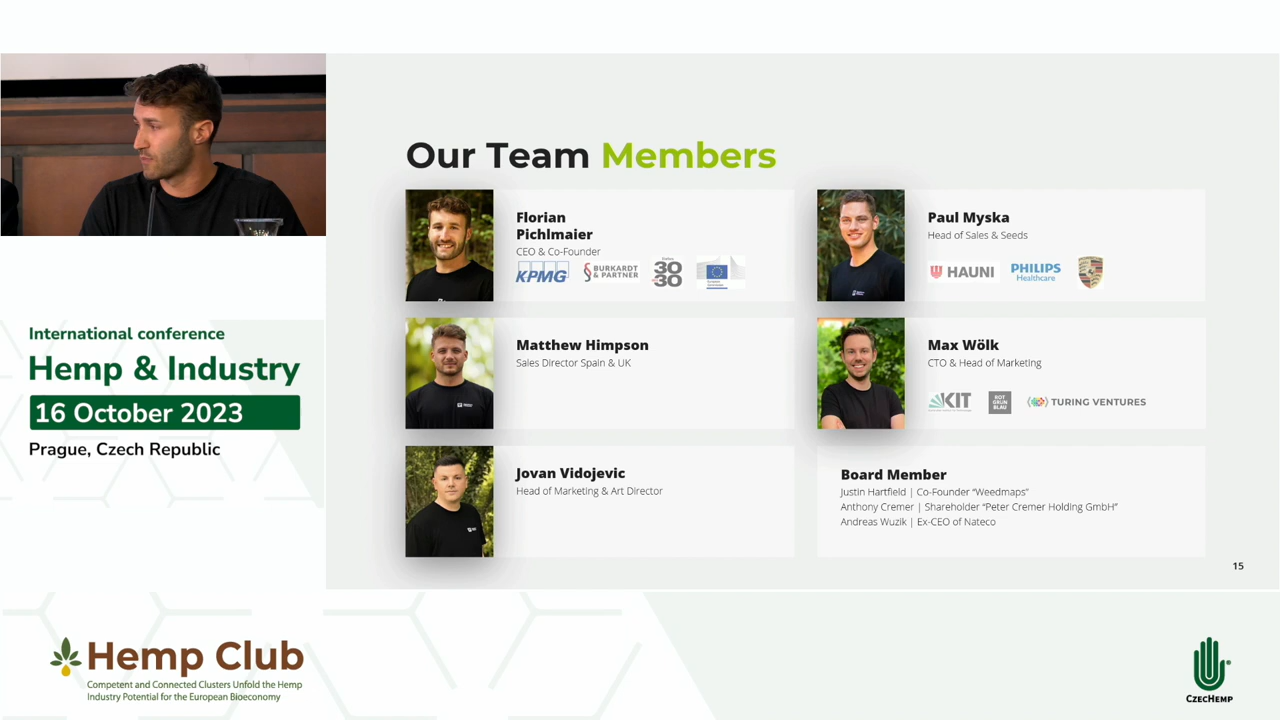 Our Team Members
Florian
Pichlmaier
CEO & Co-Founder
KPMG
BURKARDT
& PARTNER
30
30
Paul Myska
Head of Sales & Seeds
HAUNI
PHILIPS
Healthcare
Matthew Himpson
Sales Director Spain & UK
Max Wölk
CTO & Head of Marketing
KIT
ROT
GRÜN
BLAU
TURING VENTURES
Jovan Vidojevic
Head of Marketing & Art Director
Board Member
Justin Hartfield | Co-Founder “Weedmaps”
Anthony Cremer | Shareholder “Peter Cremer Holding GmbH”
Andreas Wuzik | Ex-CEO of Nateco
15
International conference
Hemp & Industry
16 October 2023
Prague, Czech Republic
Hemp Club
Competent and Connected Clusters Unfold the Hemp
Industry Potential for the European Bioeconomy
CZECHEMP